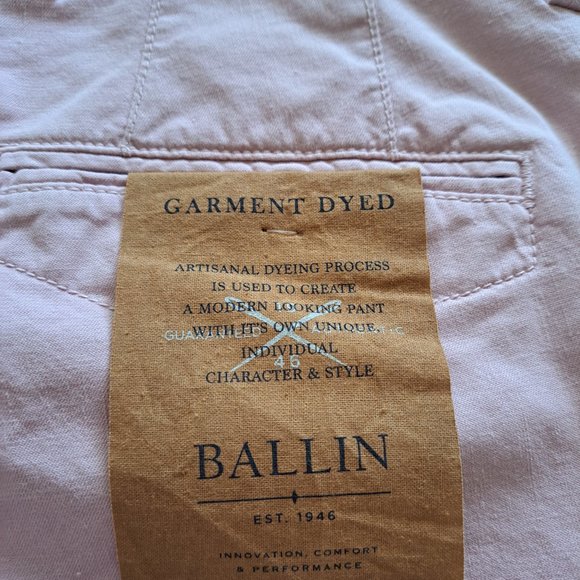 GARMENT DYED
ARTISANAL DYEING PROCESS
IS USED TO CREATE
A MODERN LOOKING PANT
WITH IT'S OWN UNIQUE,
INDIVIDUAL
46
CHARACTER & STYLE
BALLIN
EST. 1946
INNOVATION, COMFORT
& PERFORMANCE